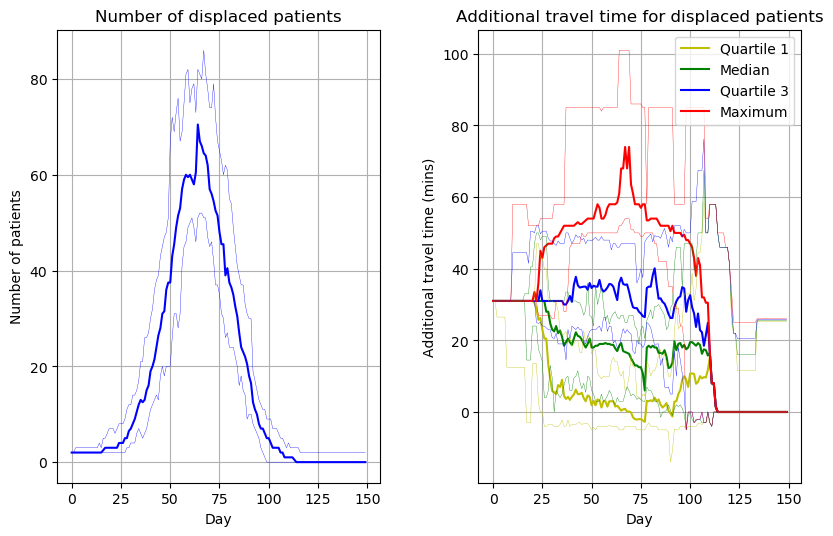 Number of displaced patients
Number of patients
80
60
40
20
0
0 25 50 75 100 125 150
Day
Additional travel time for displaced patients
Additional travel time (mins)
100
80
60
40
20
0
Quartile 1
Median
Quartile 3
Maximum
0 25 50 75 100 125 150
Day